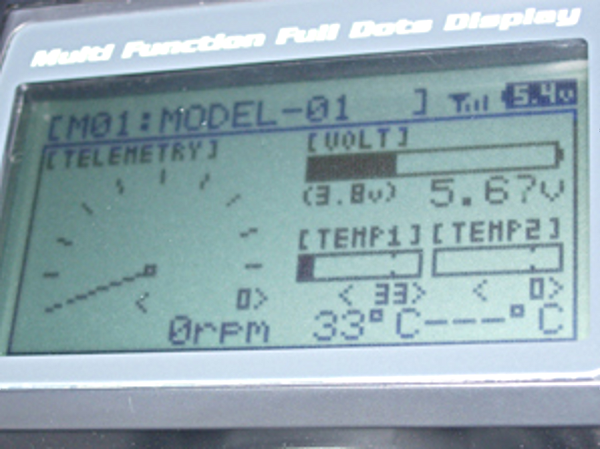 Multi Function Full Dots Display
[M01:MODEL-01 ] 5.4v
[TELEMETRY]
[VOLT]
(3.8v) 5.67v
[TEMP1] [TEMP2]
< 0> < 33> < 0>
0rpm 33°C ---°C